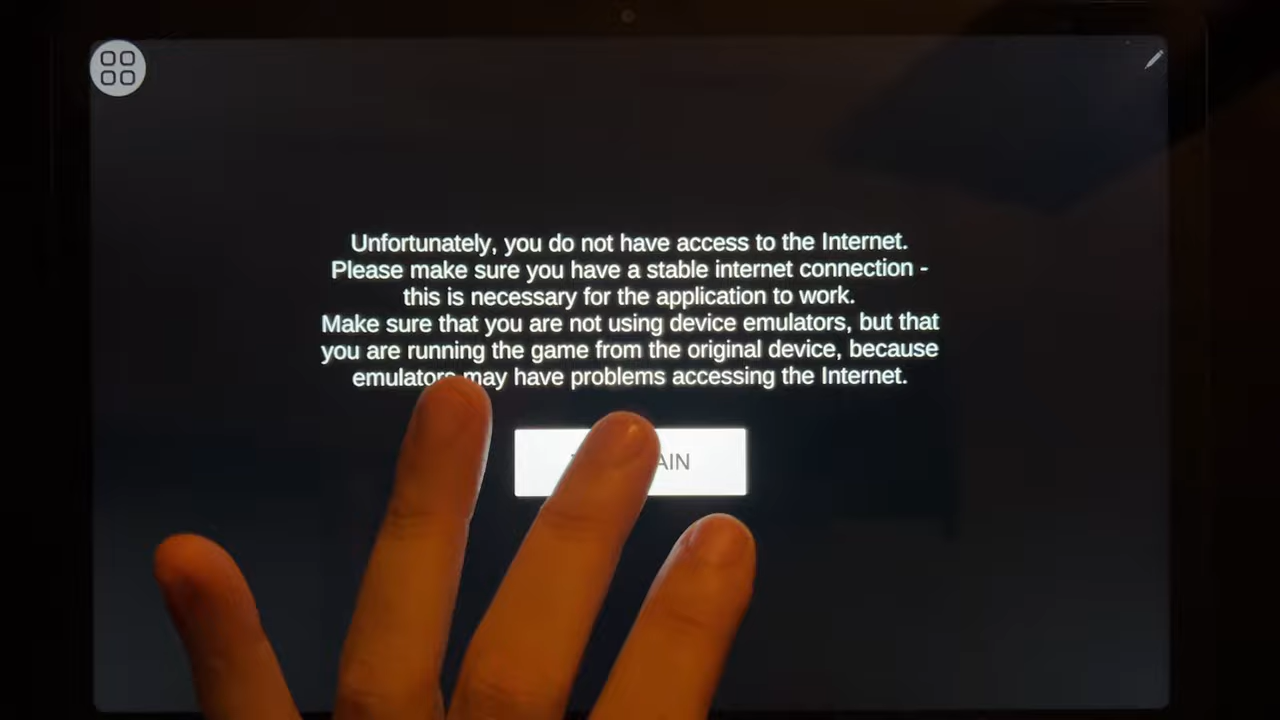 Unfortunately, you do not have access to the Internet.
Please make sure you have a stable internet connection -
this is necessary for the application to work.
Make sure that you are not using device emulators, but that
you are running the game from the original device, because
emulators may have problems accessing the Internet.